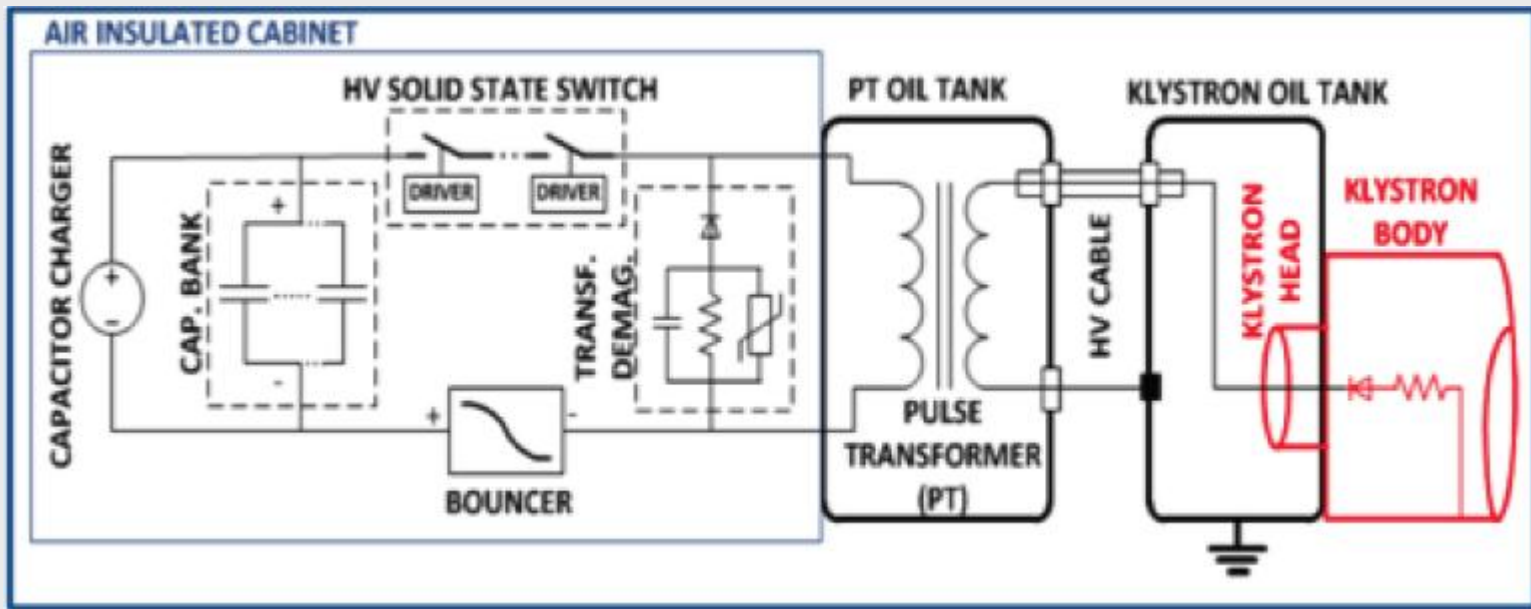 AIR INSULATED CABINET
HV SOLID STATE SWITCH
PT OIL TANK
KLYSTRON OIL TANK
CAPACITOR CHARGER
+
-
CAP. BANK
+
-
DRIVER
DRIVER
TRANSF.
DEMAG.
+
-
BOUNCER
PULSE
TRANSFORMER
(PT)
HV CABLE
KLYSTRON
HEAD
KLYSTRON
BODY